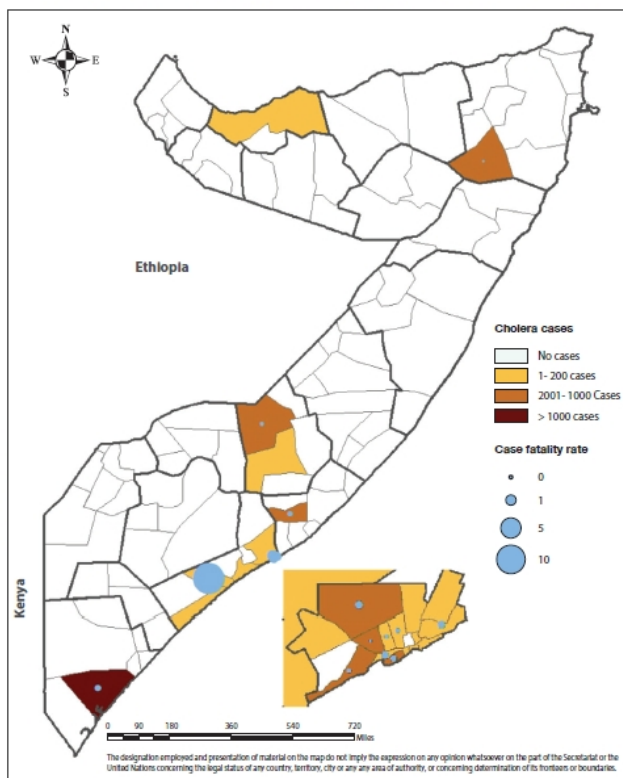 N
W E
S
Ethiopia
Kenya
Cholera cases
No cases
1- 200 cases
2001- 1000 Cases
> 1000 cases
Case fatality rate
0
1
5
10
0 90 180 360 540 720
Miles
The designation employed and presentation of material on the map do not imply the expression on any opinion whatsoever on the part of the Secretariat or the
United Nations concerning the legal status of any country, territory, city or any any area of authority, or concerning determination of its frontiers or boundaries.